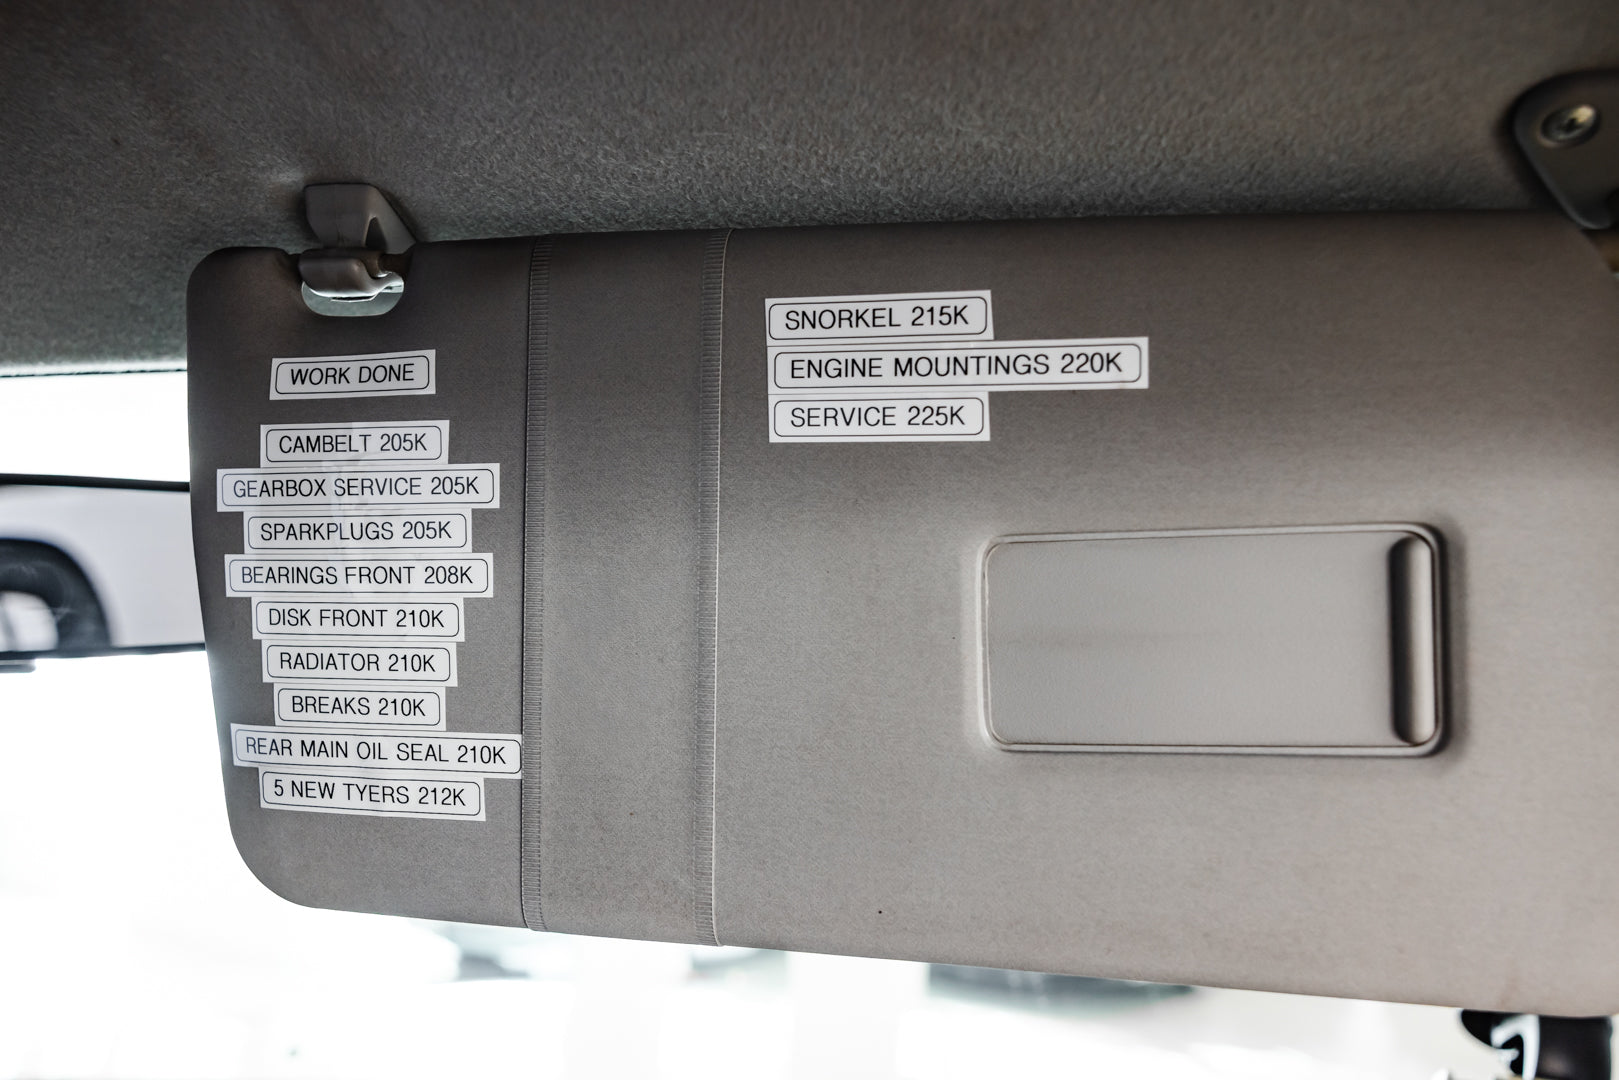 WORK DONE
CAMBELT 205K
GEARBOX SERVICE 205K
SPARKPLUGS 205K
BEARINGS FRONT 208K
DISK FRONT 210K
RADIATOR 210K
BREAKS 210K
REAR MAIN OIL SEAL 210K
5 NEW TYERS 212K
SNORKEL 215K
ENGINE MOUNTINGS 220K
SERVICE 225K